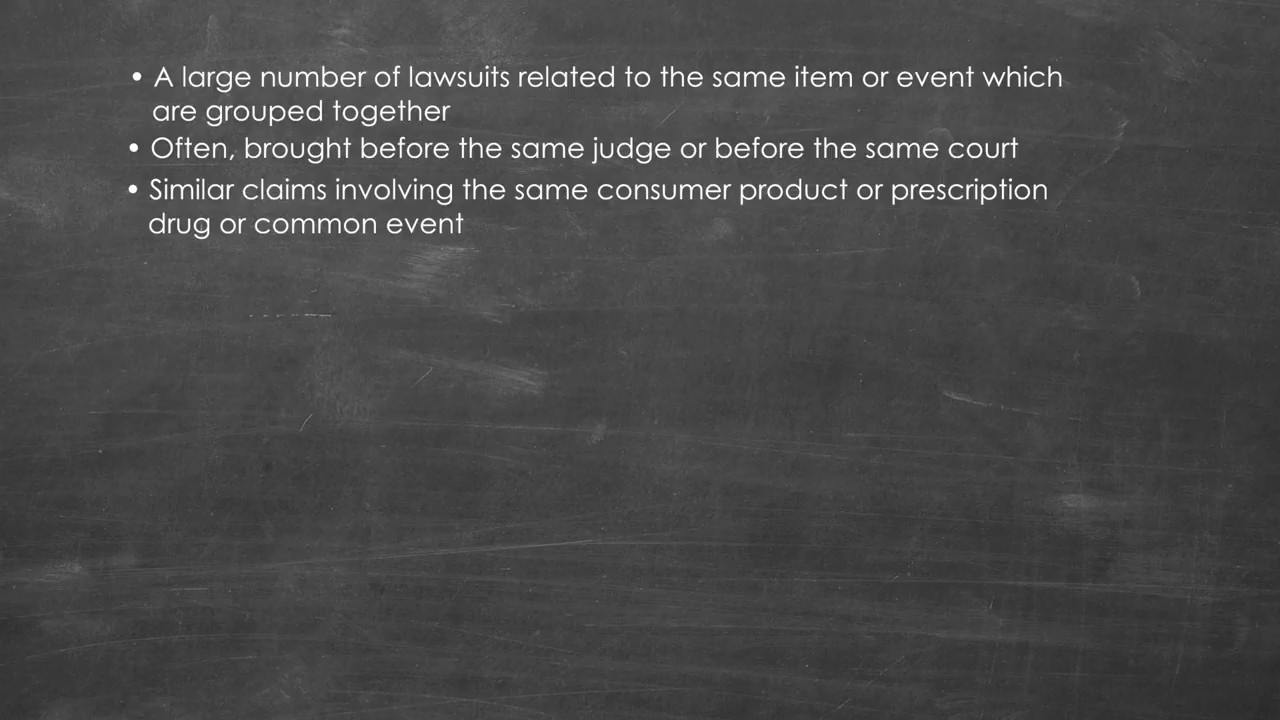 • A large number of lawsuits related to the same item or event which
are grouped together
• Often, brought before the same judge or before the same court
• Similar claims involving the same consumer product or prescription
drug or common event